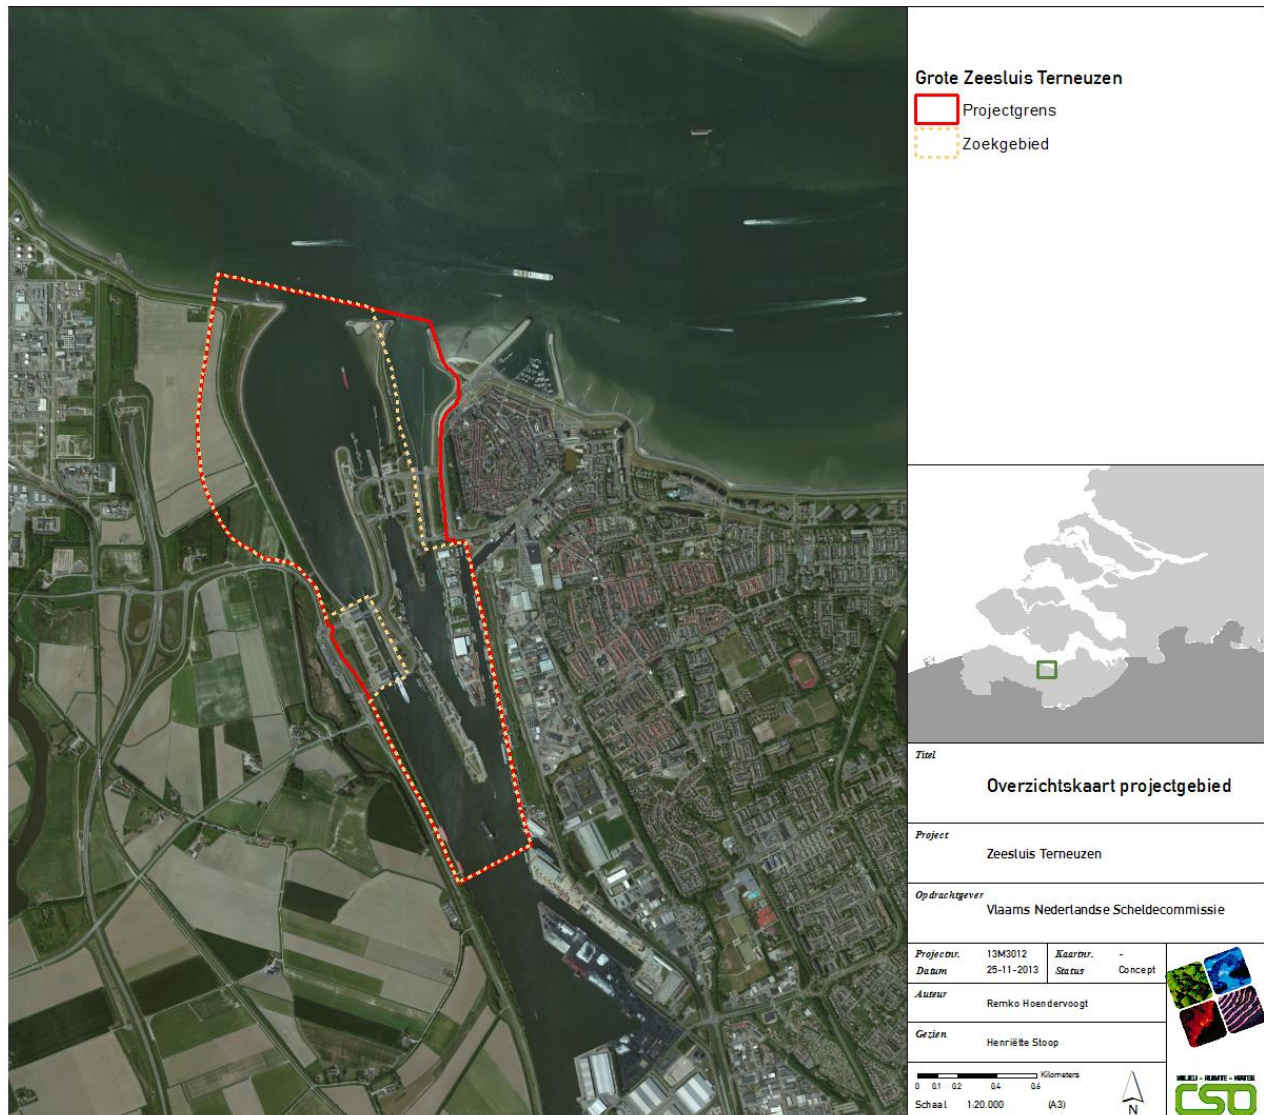 Grote Zeesluis Terneuzen
Projectgrens
Zoekgebied
Titel
Overzichtskaart projectgebied
Project
Zeesluis Terneuzen
Opdrachtgever
Vlaams Nederlandse Scheldecommissie
Projectnr. 13M3012 Kaartnr. -
Datum 25-11-2013 Status Concept
Auteur
Remko Hoendervoogt
Gezien
Henriëtte Stoop
Kilometers
0 0.1 0.2 0.4 0.6
Schaal 1:20.000 (A3)
N
MILIEU - RUIMTE - WATER
CSO